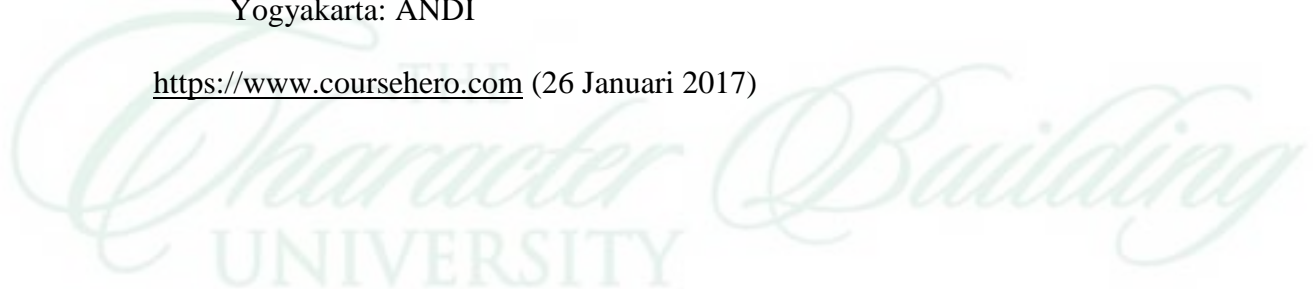 Yogyakarta: ANDI
https://www.coursehero.com (26 Januari 2017)
THE
Character Building
UNIVERSITY